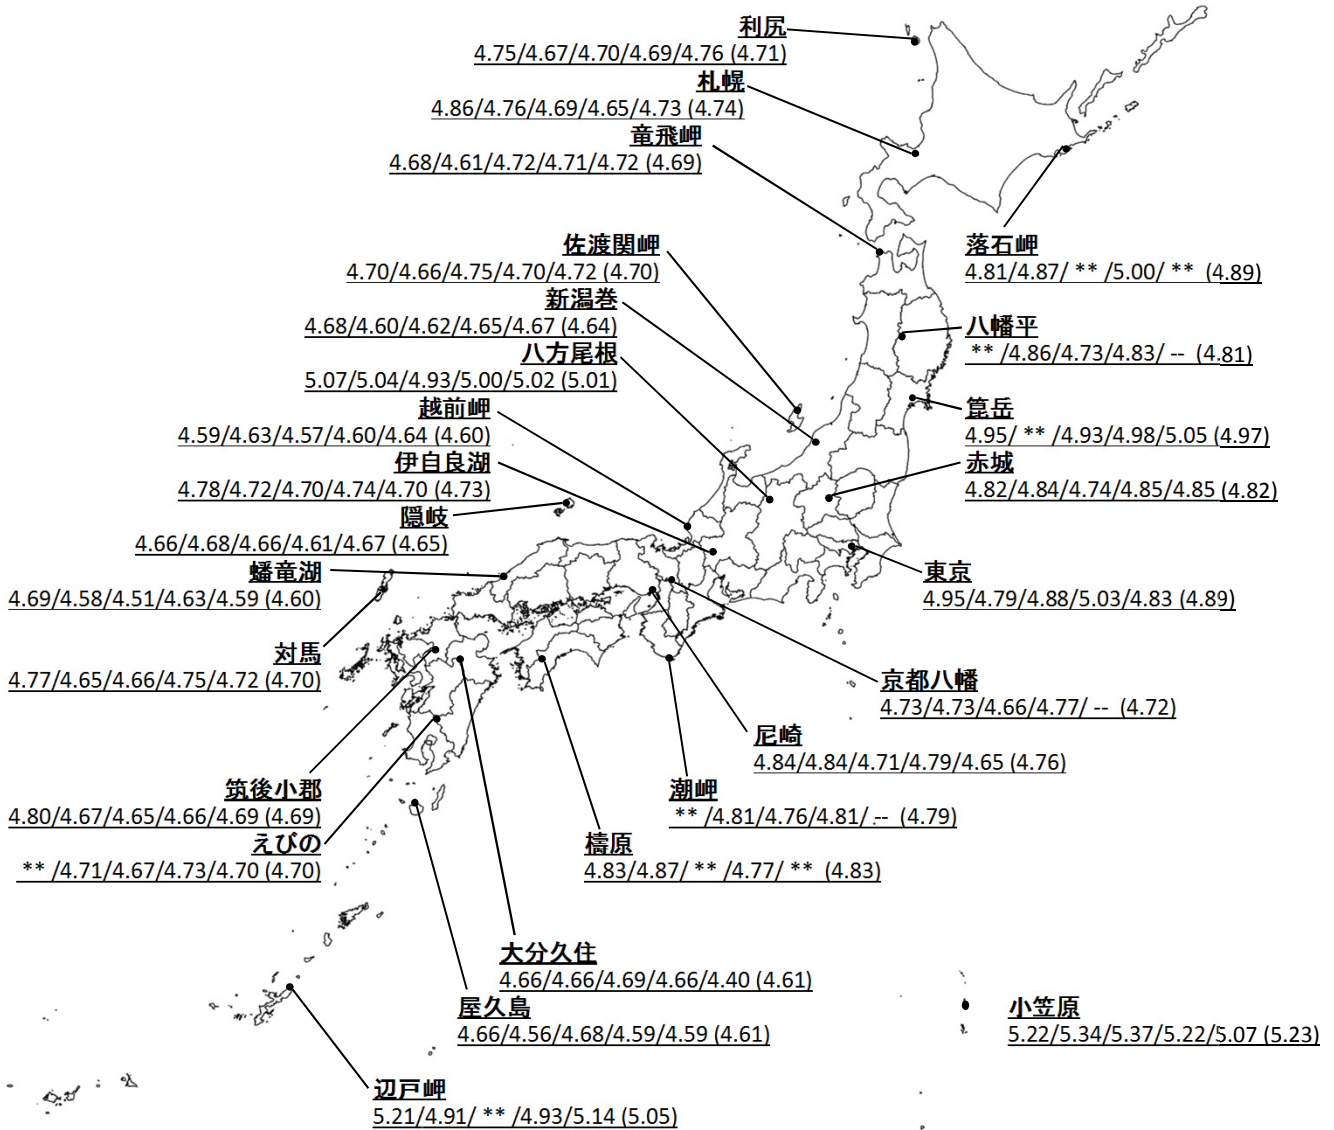 利尻
4.75/4.67/4.70/4.69/4.76 (4.71)
札幌
4.86/4.76/4.69/4.65/4.73 (4.74)
竜飛岬
4.68/4.61/4.72/4.71/4.72 (4.69)
落石岬
4.81/4.87/ ** /5.00/ ** (4.89)
佐渡関岬
4.70/4.66/4.75/4.70/4.72 (4.70)
新潟巻
4.68/4.60/4.62/4.65/4.67 (4.64)
八幡平
** /4.86/4.73/4.83/ -- (4.81)
八方尾根
5.07/5.04/4.93/5.00/5.02 (5.01)
越前岬
4.59/4.63/4.57/4.60/4.64 (4.60)
箟岳
4.95/ ** /4.93/4.98/5.05 (4.97)
伊自良湖
4.78/4.72/4.70/4.74/4.70 (4.73)
赤城
4.82/4.84/4.74/4.85/4.85 (4.82)
隠岐
4.66/4.68/4.66/4.61/4.67 (4.65)
蟠竜湖
4.69/4.58/4.51/4.63/4.59 (4.60)
東京
4.95/4.79/4.88/5.03/4.83 (4.89)
対馬
4.77/4.65/4.66/4.75/4.72 (4.70)
京都八幡
4.73/4.73/4.66/4.77/ -- (4.72)
尼崎
4.84/4.84/4.71/4.79/4.65 (4.76)
筑後小郡
4.80/4.67/4.65/4.66/4.69 (4.69)
潮岬
** /4.81/4.76/4.81/ -- (4.79)
えびの
** /4.71/4.67/4.73/4.70 (4.70)
檮原
4.83/4.87/ ** /4.77/ ** (4.83)
大分久住
4.66/4.66/4.69/4.66/4.40 (4.61)
屋久島
4.66/4.56/4.68/4.59/4.59 (4.61)
小笠原
5.22/5.34/5.37/5.22/5.07 (5.23)
辺戸岬
5.21/4.91/ ** /4.93/5.14 (5.05)